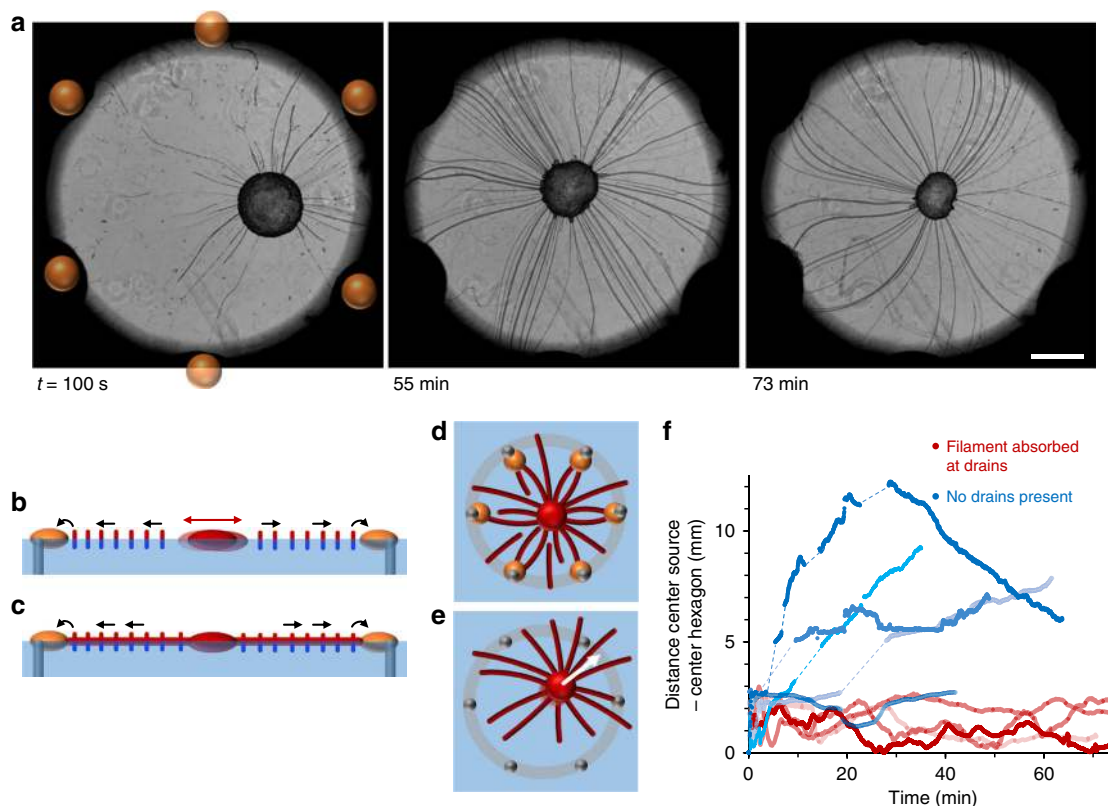 a
t = 100 s
55 min
73 min
b
c
d
e
f
Filament absorbed
at drains
No drains present
Distance center source
– center hexagon (mm)
10
5
0
0
20
40
60
Time (min)